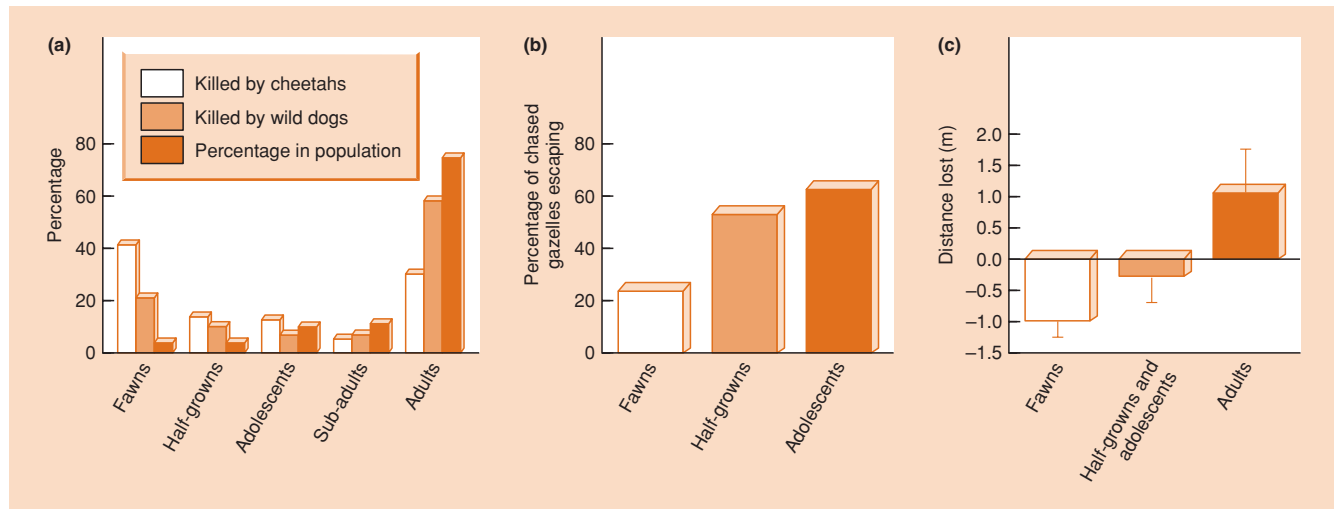 (a)
Killed by cheetahs
Killed by wild dogs
Percentage in population
Percentage
80
60
40
20
0
Fawns
Half-growns
Adolescents
Sub-adults
Adults
(b)
Percentage of chased
gazelles escaping
80
60
40
20
0
Fawns
Half-growns
Adolescents
(c)
Distance lost (m)
2.0
1.5
1.0
0.5
0.0
–0.5
–1.0
–1.5
Fawns
Half-growns and
adolescents
Adults